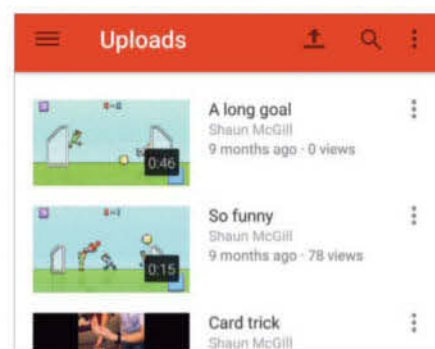 Uploads
A long goal
Shaun McGill
9 months ago · 0 views
0:46
So funny
Shaun McGill
9 months ago · 78 views
0:15
Card trick
Shaun McGill